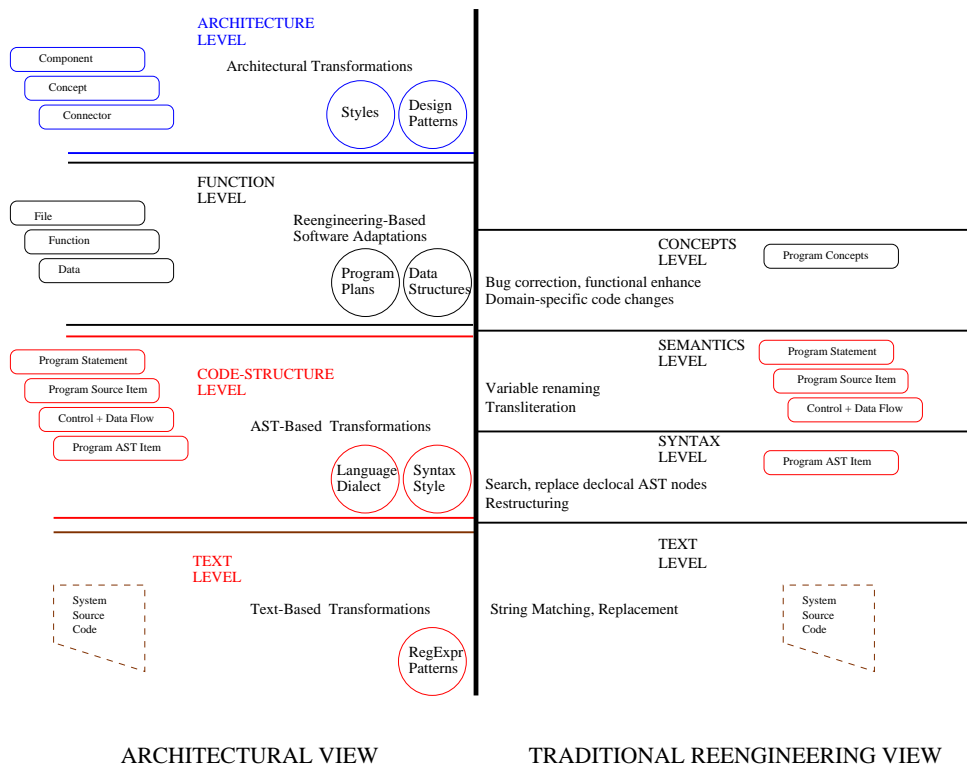 ARCHITECTURE
LEVEL
Component
Concept
Connector
Architectural Transformations
Styles
Design
Patterns
FUNCTION
LEVEL
File
Function
Data
Reengineering-Based
Software Adaptations
Program
Plans
Data
Structures
CODE-STRUCTURE
LEVEL
Program Statement
Program Source Item
Control + Data Flow
Program AST Item
AST-Based Transformations
Language
Dialect
Syntax
Style
TEXT
LEVEL
System
Source
Code
Text-Based Transformations
RegExpr
Patterns
ARCHITECTURAL VIEW
CONCEPTS
LEVEL
Program Concepts
Bug correction, functional enhance
Domain-specific code changes
SEMANTICS
LEVEL
Program Statement
Program Source Item
Control + Data Flow
Variable renaming
Transliteration
SYNTAX
LEVEL
Program AST Item
Search, replace declocal AST nodes
Restructuring
TEXT
LEVEL
String Matching, Replacement
System
Source
Code
TRADITIONAL REENGINEERING VIEW